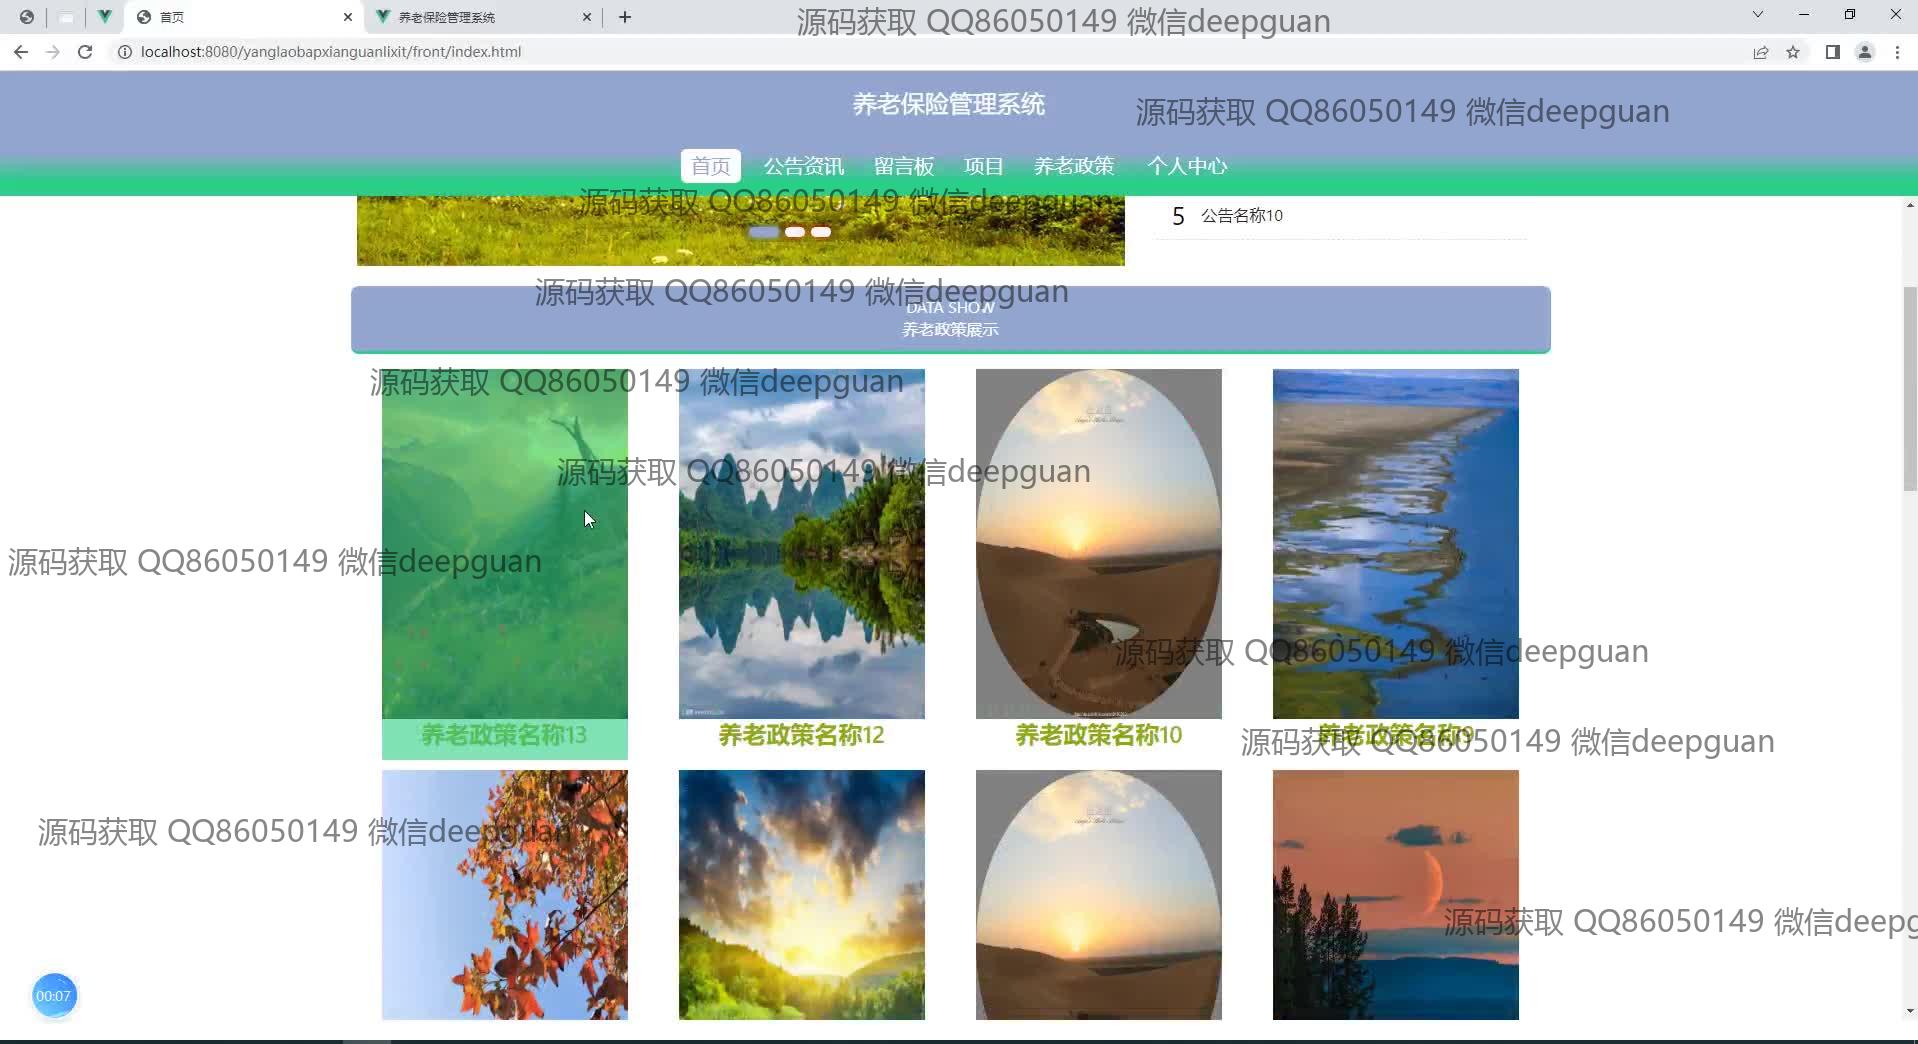 首页
养老保险管理系统
源码获取 QQ86050149 微信deepguan
localhost:8080/yanglaobapxianguanlixit/front/index.html
养老保险管理系统
源码获取 QQ86050149 微信deepguan
首页 公告资讯 留言板 项目 养老政策 个人中心
源码获取 QQ86050149 微信deepguan
5 公告名称10
源码获取 QQ86050149 微信deepguan
DATA SHOW
养老政策展示
源码获取 QQ86050149 微信deepguan
源码获取 QQ86050149 微信deepguan
源码获取 QQ86050149 微信deepguan
源码获取 QQ86050149 微信deepguan
养老政策名称13
养老政策名称12
养老政策名称10
养老政策名称9
源码获取 QQ86050149 微信deepguan
源码获取 QQ86050149 微信deepguan
源码获取 QQ86050149 微信deepg
00:07